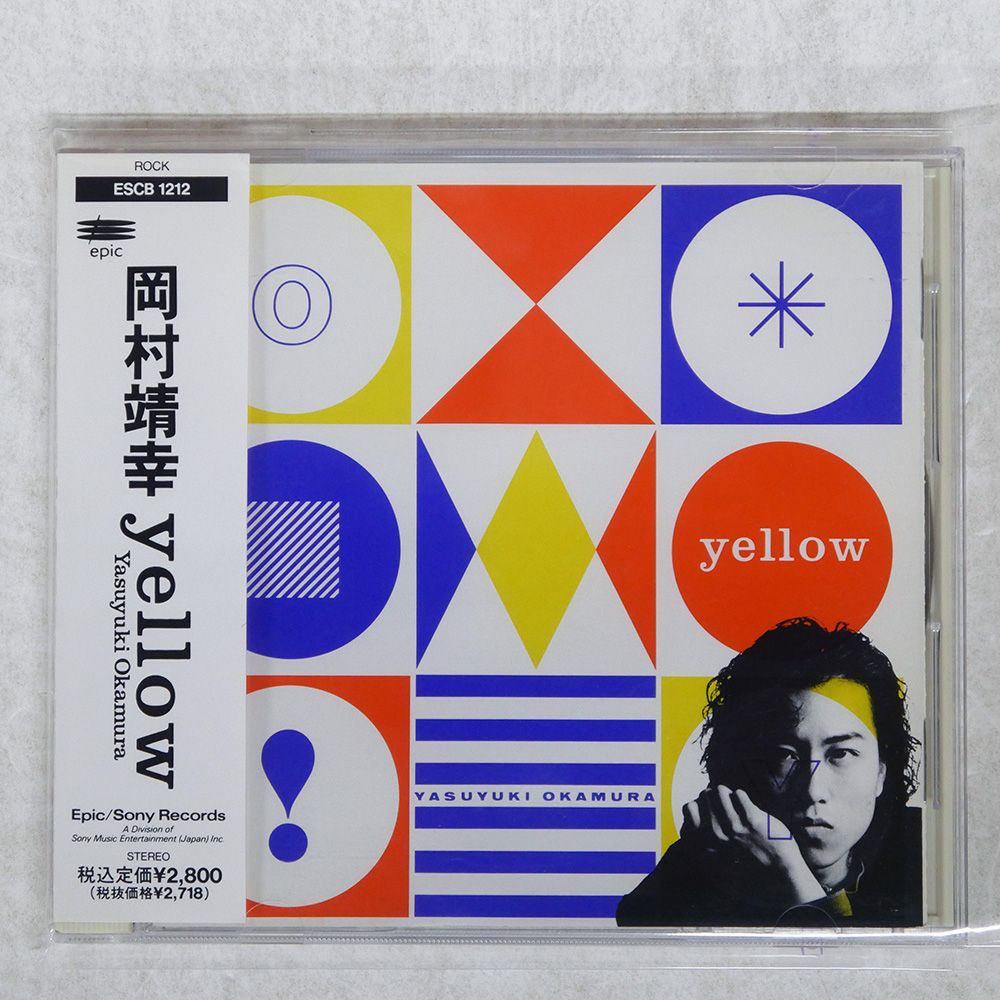 ROCK
ESCB 1212
epic
岡村靖幸 yellow
Yasuyuki Okamura
Epic/Sony Records
A Division of
Sony Music Entertainment (Japan) Inc.
STEREO
税込定価¥2,800
(税抜価格¥2,718)
O
yellow
!
YASUYUKI OKAMURA
Y